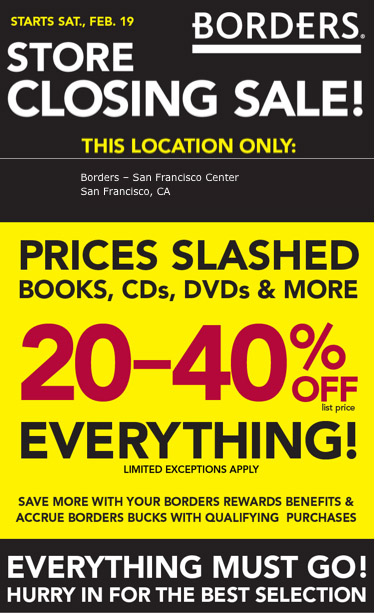 STARTS SAT., FEB. 19
BORDERS®
STORE
CLOSING SALE!
THIS LOCATION ONLY:
Borders – San Francisco Center
San Francisco, CA
PRICES SLASHED
BOOKS, CDs, DVDs & MORE
20–40%
OFF
list price
EVERYTHING!
LIMITED EXCEPTIONS APPLY
SAVE MORE WITH YOUR BORDERS REWARDS BENEFITS &
ACCRUE BORDERS BUCKS WITH QUALIFYING PURCHASES
EVERYTHING MUST GO!
HURRY IN FOR THE BEST SELECTION